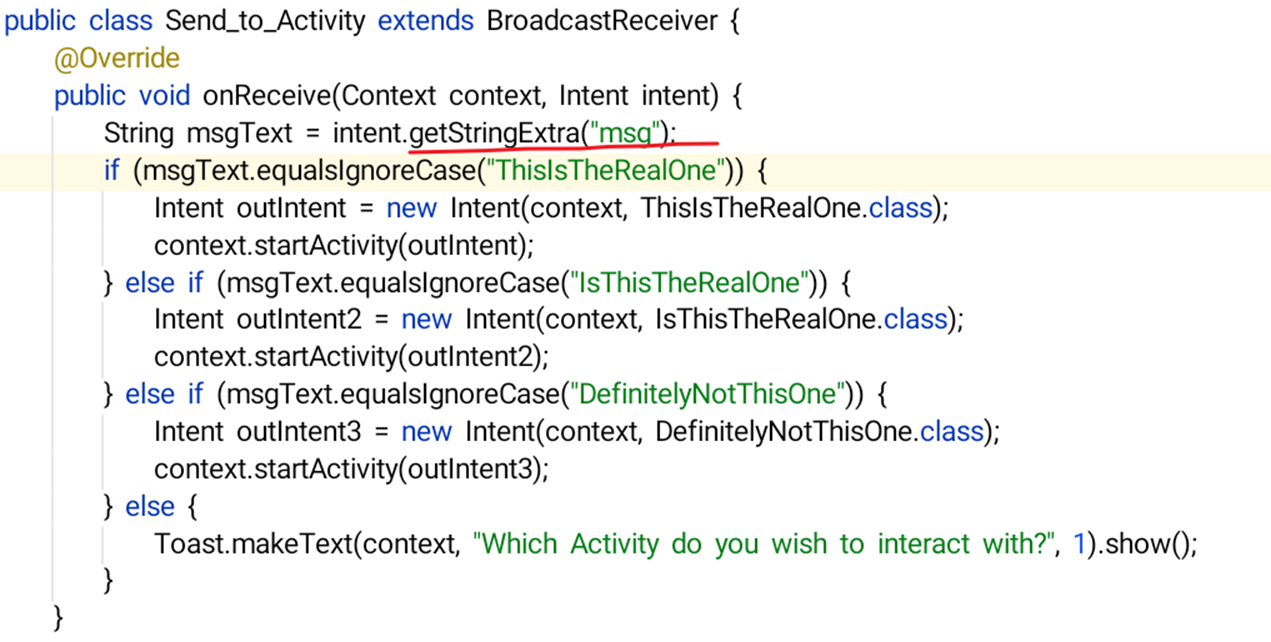 public class Send_to_Activity extends BroadcastReceiver {
@Override
public void onReceive(Context context, Intent intent) {
String msgText = intent.getStringExtra("msg");
if (msgText.equalsIgnoreCase("ThisIsTheRealOne")) {
Intent outIntent = new Intent(context, ThisIsTheRealOne.class);
context.startActivity(outIntent);
} else if (msgText.equalsIgnoreCase("IsThisTheRealOne")) {
Intent outIntent2 = new Intent(context, IsThisTheRealOne.class);
context.startActivity(outIntent2);
} else if (msgText.equalsIgnoreCase("DefinitelyNotThisOne")) {
Intent outIntent3 = new Intent(context, DefinitelyNotThisOne.class);
context.startActivity(outIntent3);
} else {
Toast.makeText(context, "Which Activity do you wish to interact with?", 1).show();
}
}